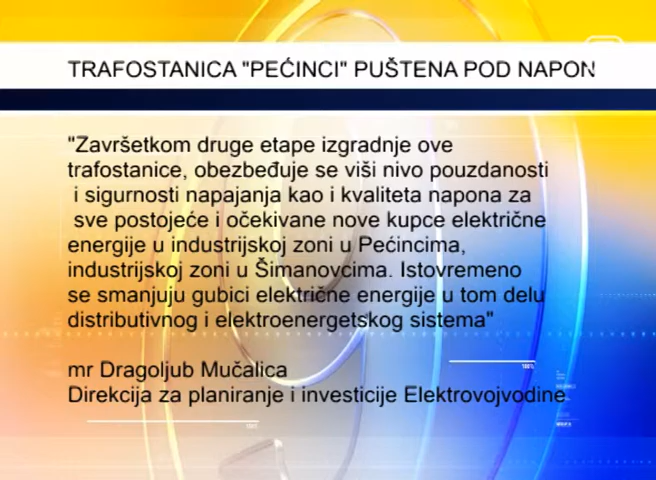 TRAFOSTANICA "PEĆINCI" PUŠTENA POD NAPON
"Završetkom druge etape izgradnje ove
trafostanice, obezbeđuje se viši nivo pouzdanosti
i sigurnosti napajanja kao i kvaliteta napona za
sve postojeće i očekivane nove kupce električne
energije u industrijskoj zoni u Pećincima,
industrijskoj zoni u Šimanovcima. Istovremeno
se smanjuju gubici električne energije u tom delu
distributivnog i elektroenergetskog sistema"
mr Dragoljub Mučalica
Direkcija za planiranje i investicije Elektrovojvodine
100%